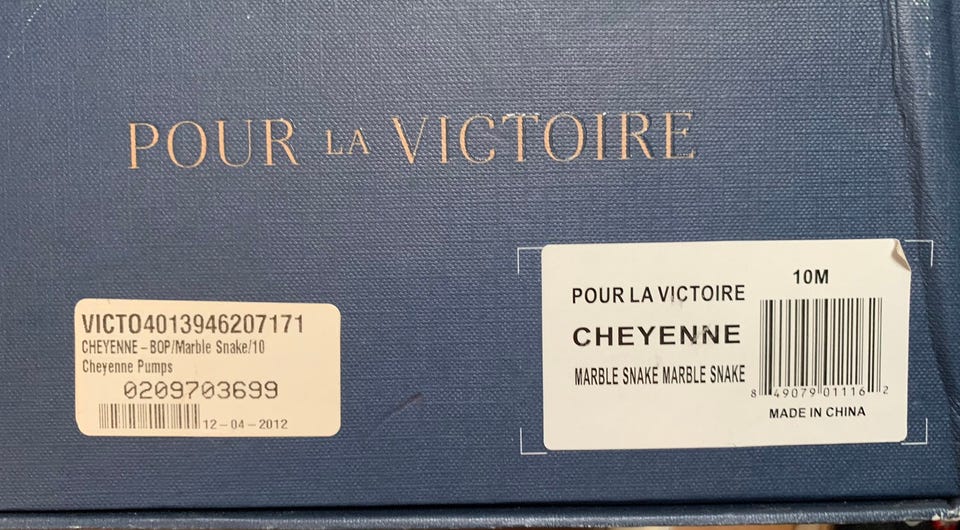 POUR LA VICTOIRE
VICTO4013946207171
CHEYENNE - BOP/Marble Snake/10
Cheyenne Pumps
0209703699
12-04-2012
10M
POUR LA VICTOIRE
CHEYENNE
MARBLE SNAKE MARBLE SNAKE
8 49079 01116 2
MADE IN CHINA